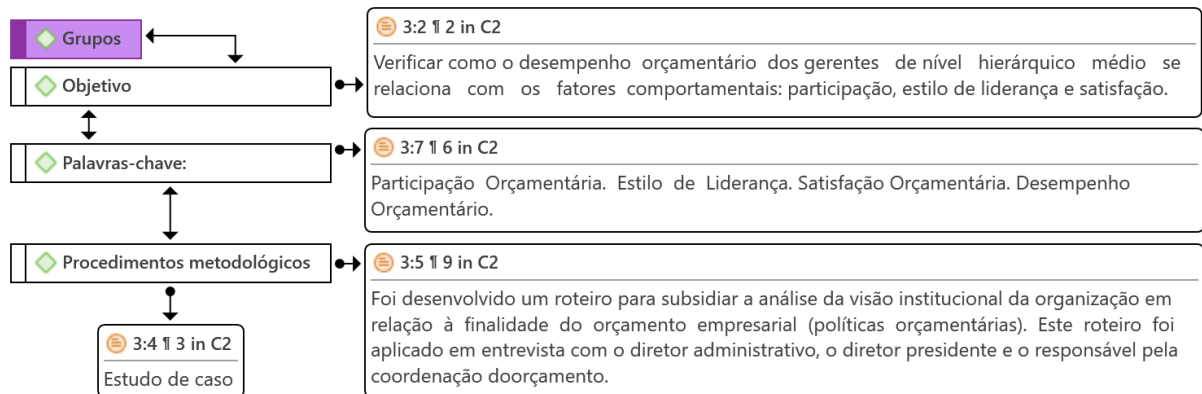 Grupos
Objetivo
3:2 ¶ 2 in C2
Verificar como o desempenho orçamentário dos gerentes de nível hierárquico médio se
relaciona com os fatores comportamentais: participação, estilo de liderança e satisfação.
Palavras-chave:
3:7 ¶ 6 in C2
Participação Orçamentária. Estilo de Liderança. Satisfação Orçamentária. Desempenho
Orçamentário.
Procedimentos metodológicos
3:5 ¶ 9 in C2
Foi desenvolvido um roteiro para subsidiar a análise da visão institucional da organização em
relação à finalidade do orçamento empresarial (políticas orçamentárias). Este roteiro foi
aplicado em entrevista com o diretor administrativo, o diretor presidente e o responsável pela
coordenação doorçamento.
3:4 ¶ 3 in C2
Estudo de caso